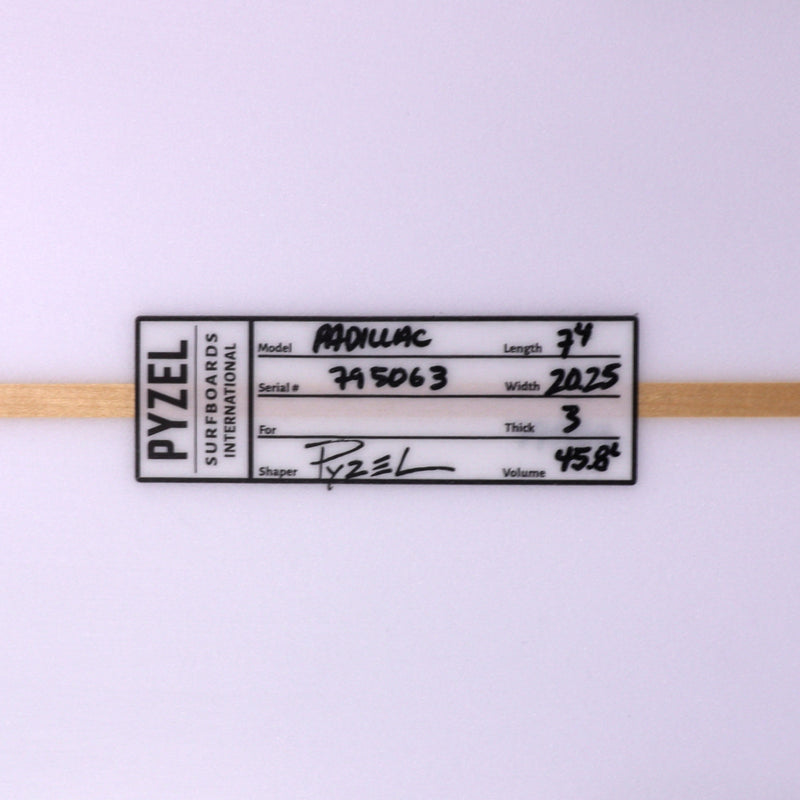 PYZEL
SURFBOARDS
INTERNATIONAL
Model PADILLAC Length 7'4
Serial # 795063 Width 20.25
For Thick 3
Shaper PYZEL Volume 45.8L